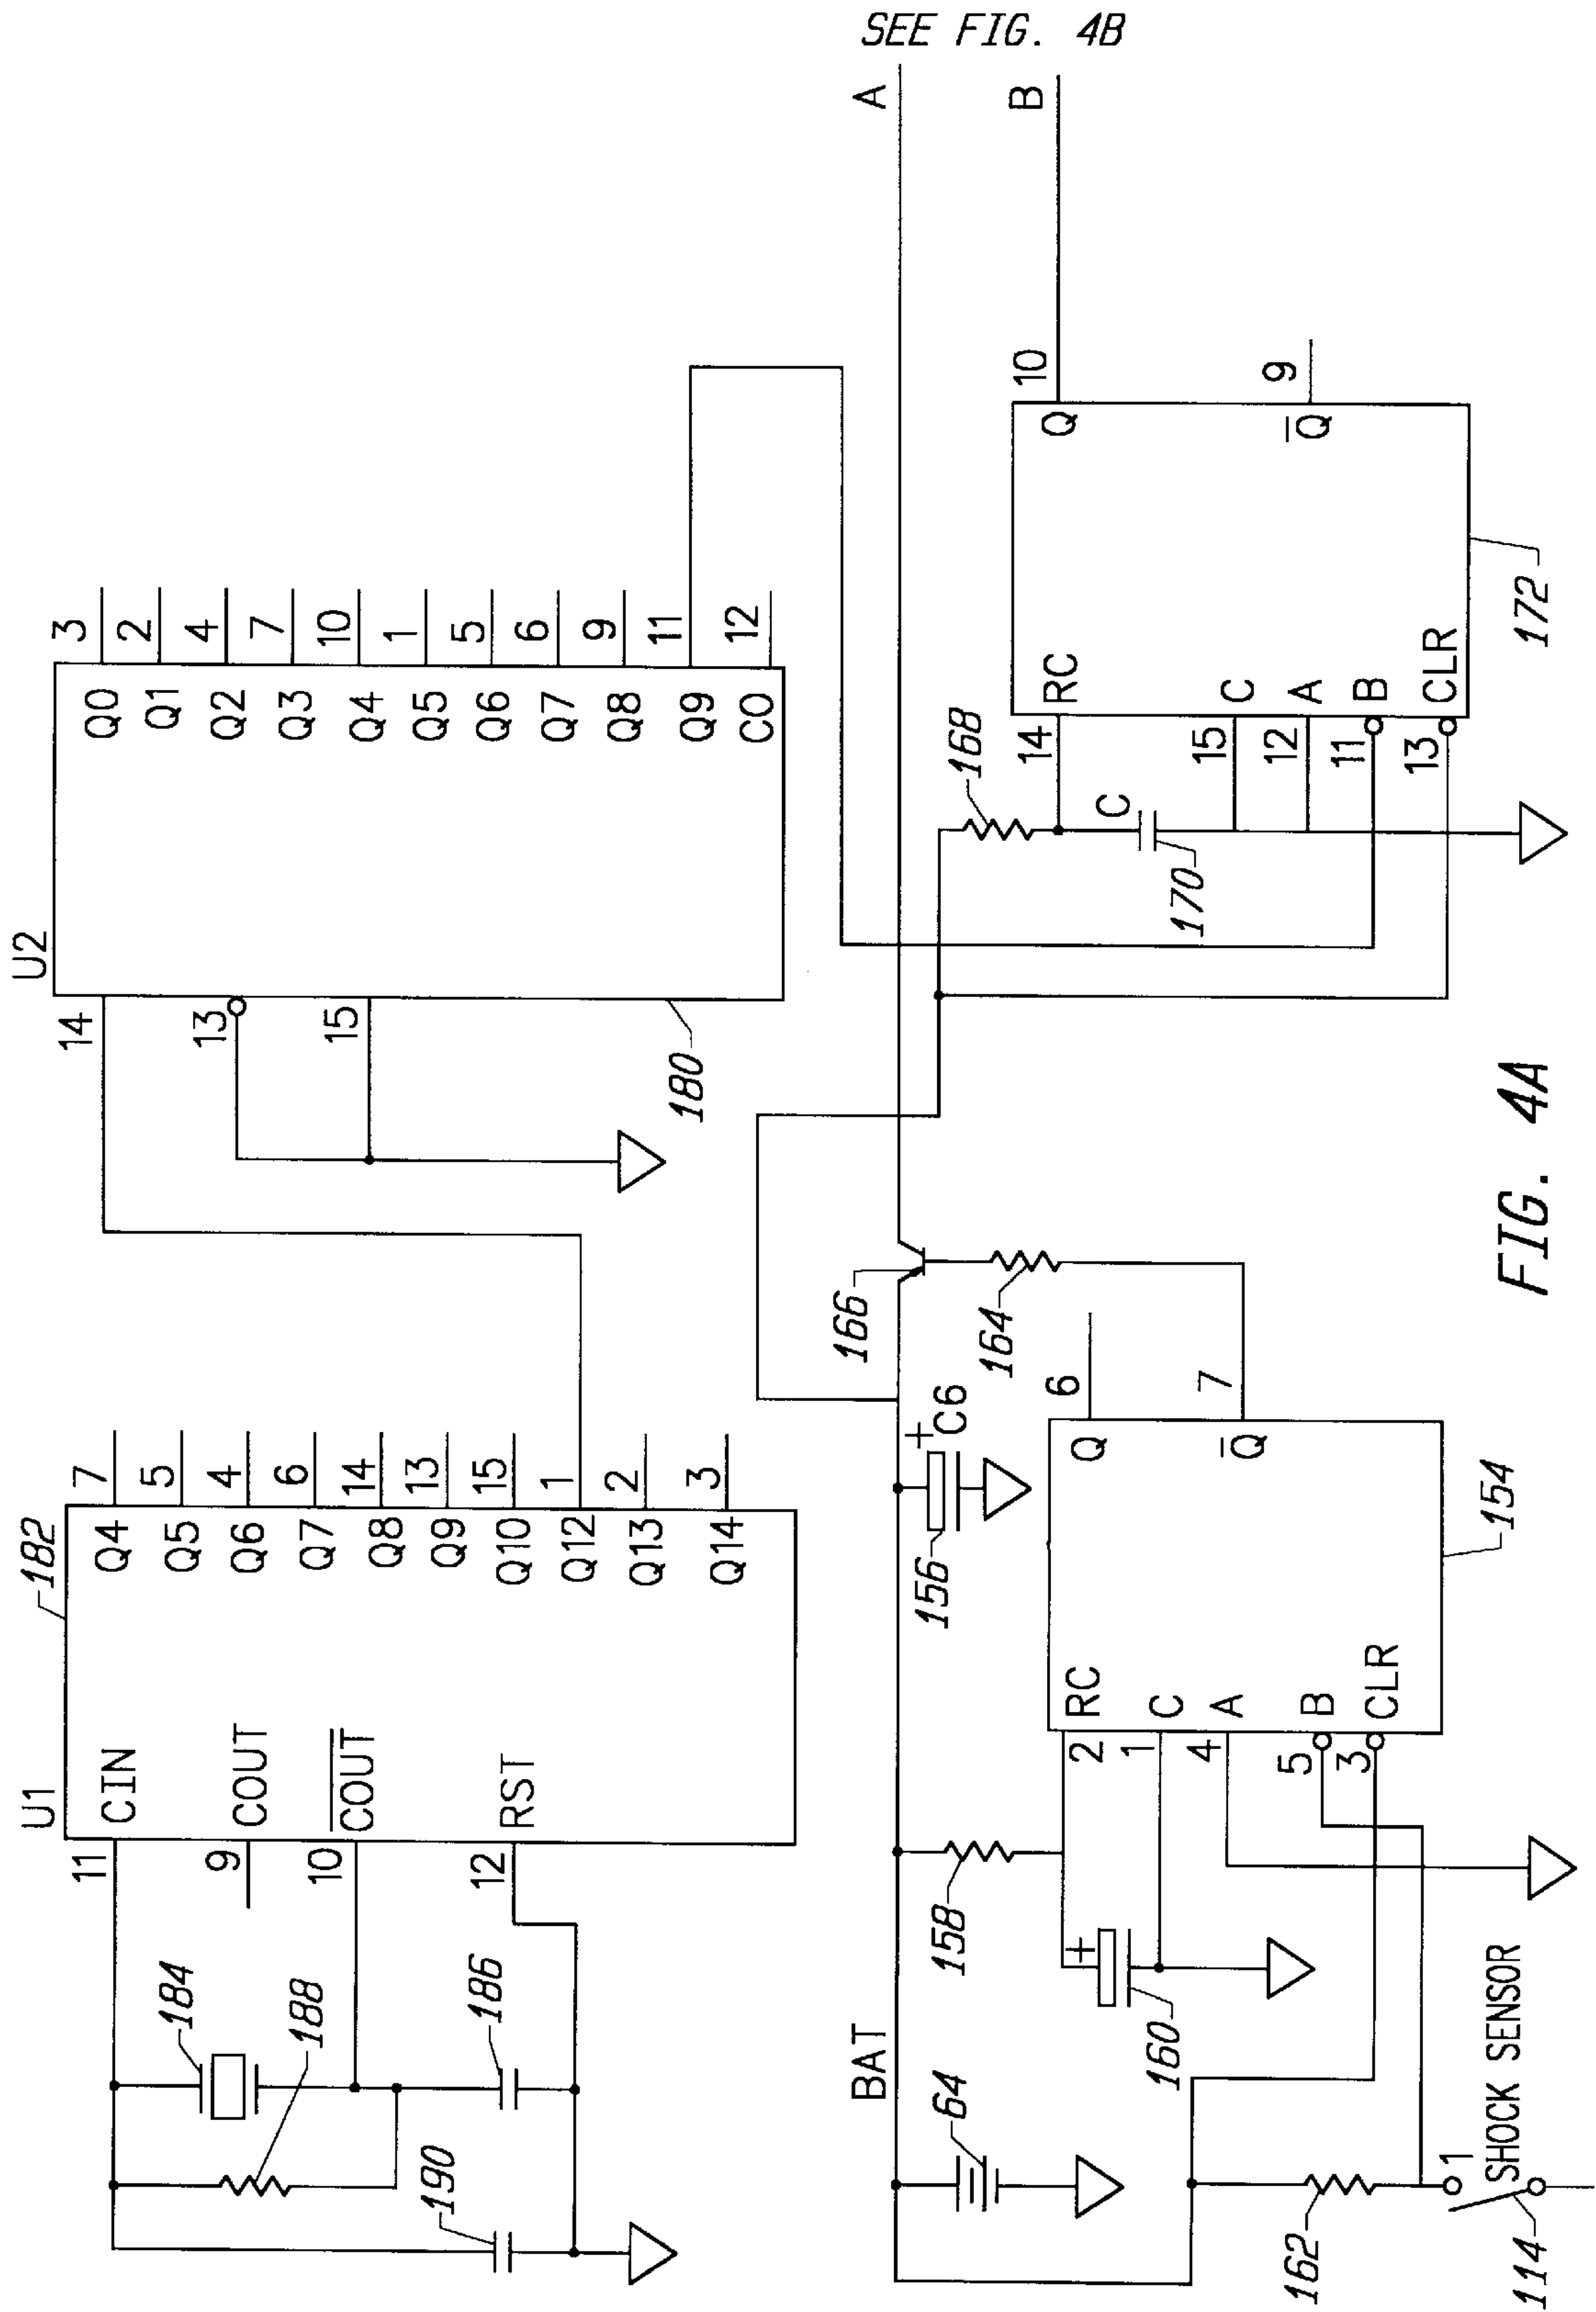 SEE FIG. 4B
A
B
U1
182
11
CIN
9
COUT
10
COUT
12
RST
Q4
7
Q5
5
Q6
4
Q7
6
Q8
14
Q9
13
Q10
15
Q12
1
Q13
2
Q14
3
184
188
186
190
U2
14
13
15
180
Q0
3
Q1
2
Q2
4
Q3
7
Q4
10
Q5
1
Q6
5
Q7
6
Q8
9
Q9
11
CO
12
BAT
64
158
+
160
162
1
SHOCK SENSOR
114
2
RC
1
C
4
A
5
B
3
CLR
Q
6
Q
7
154
+
C6
156
166
164
168
C
170
14
RC
15
C
12
A
11
B
13
CLR
Q
10
Q
9
172
FIG. 4A